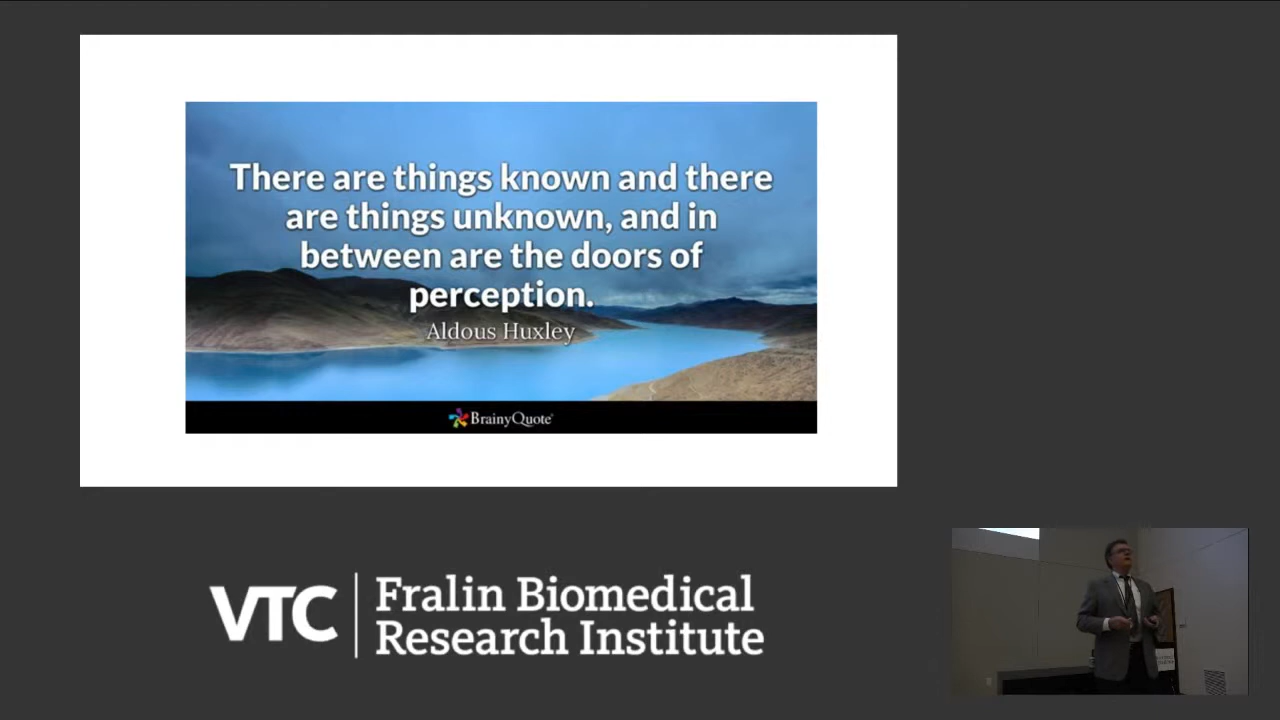 There are things known and there
are things unknown, and in
between are the doors of
perception.
Aldous Huxley
BrainyQuote
VTC
Fralin Biomedical
Research Institute